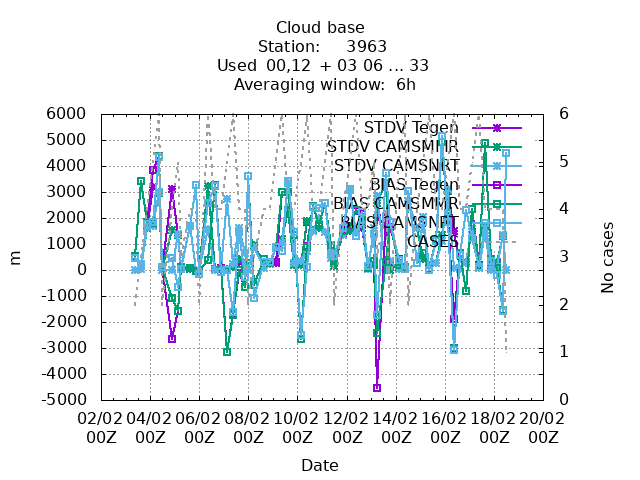 Cloud base
Station: 3963
Used 00,12 + 03 06 ... 33
Averaging window: 6h
6000
5000
4000
3000
2000
1000
0
-1000
-2000
-3000
-4000
-5000
m
6
5
4
3
2
1
0
No cases
STDV Tegen
STDV CAMSMMR
STDV CAMSNRT
BIAS Tegen
BIAS CAMSMMR
BIAS CAMSNRT
CASES
02/02 04/02 06/02 08/02 10/02 12/02 14/02 16/02 18/02 20/02
00Z 00Z 00Z 00Z 00Z 00Z 00Z 00Z 00Z 00Z
Date